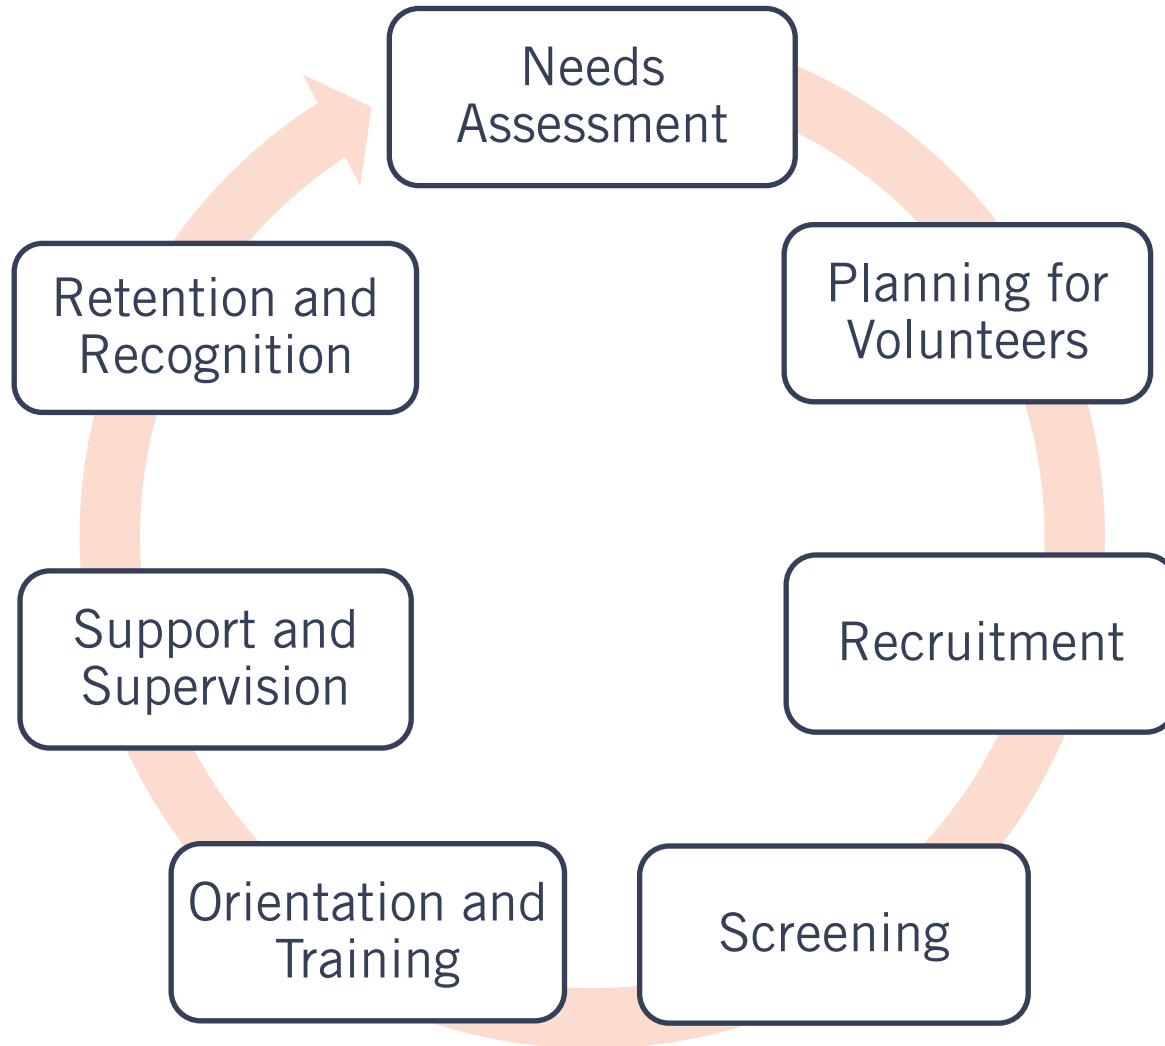 Needs
Assessment
Planning for
Volunteers
Recruitment
Screening
Orientation and
Training
Support and
Supervision
Retention and
Recognition